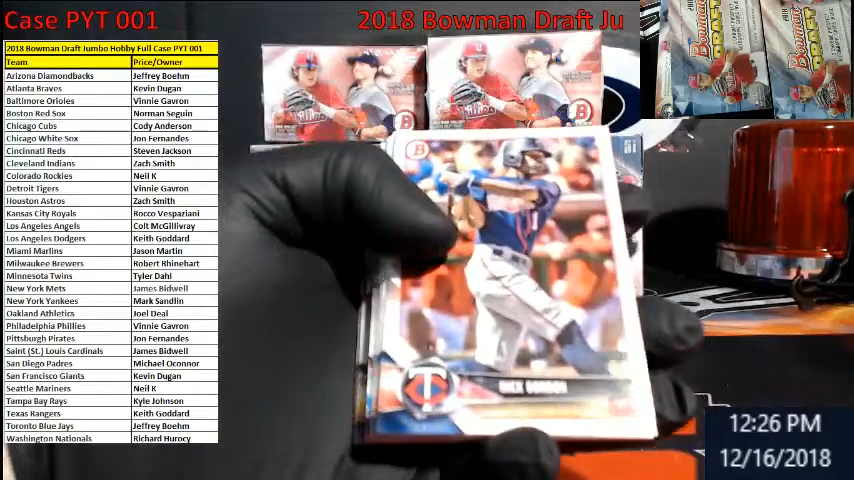 Case PYT 001
2018 Bowman Draft Ju
2018 Bowman Draft Jumbo Hobby Full Case PYT 001
Team Price/Owner
Arizona Diamondbacks Jeffrey Boehm
Atlanta Braves Kevin Dugan
Baltimore Orioles Vinnie Gavron
Boston Red Sox Norman Seguin
Chicago Cubs Cody Anderson
Chicago White Sox Jon Fernandes
Cincinnati Reds Steven Jackson
Cleveland Indians Zach Smith
Colorado Rockies Neil K
Detroit Tigers Vinnie Gavron
Houston Astros Zach Smith
Kansas City Royals Rocco Vespaziani
Los Angeles Angels Colt McGillivray
Los Angeles Dodgers Keith Goddard
Miami Marlins Jason Martin
Milwaukee Brewers Robert Rhinehart
Minnesota Twins Tyler Dahl
New York Mets James Bidwell
New York Yankees Mark Sandlin
Oakland Athletics Joel Deal
Philadelphia Phillies Vinnie Gavron
Pittsburgh Pirates Jon Fernandes
Saint (St.) Louis Cardinals James Bidwell
San Diego Padres Michael Oconnor
San Francisco Giants Kevin Dugan
Seattle Mariners Neil K
Tampa Bay Rays Kyle Johnson
Texas Rangers Keith Goddard
Toronto Blue Jays Jeffrey Boehm
Washington Nationals Richard Hurocy
Phillies
Phillies
B
NICK GORDON
Bowman
DRAFT
Bowman
DRAFT
12:26 PM
12/16/2018